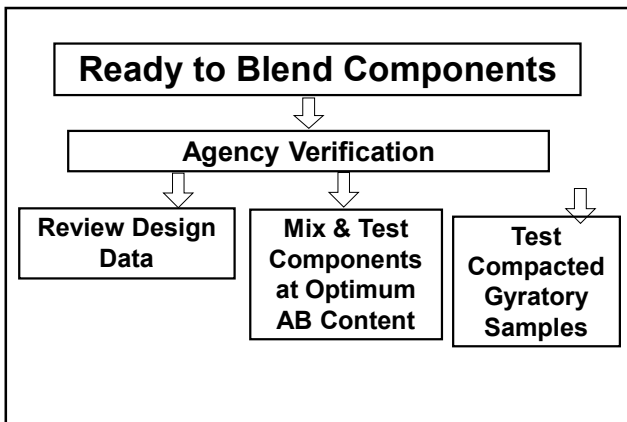 Ready to Blend Components
Agency Verification
Review Design
Data
Mix & Test
Components
at Optimum
AB Content
Test
Compacted
Gyratory
Samples